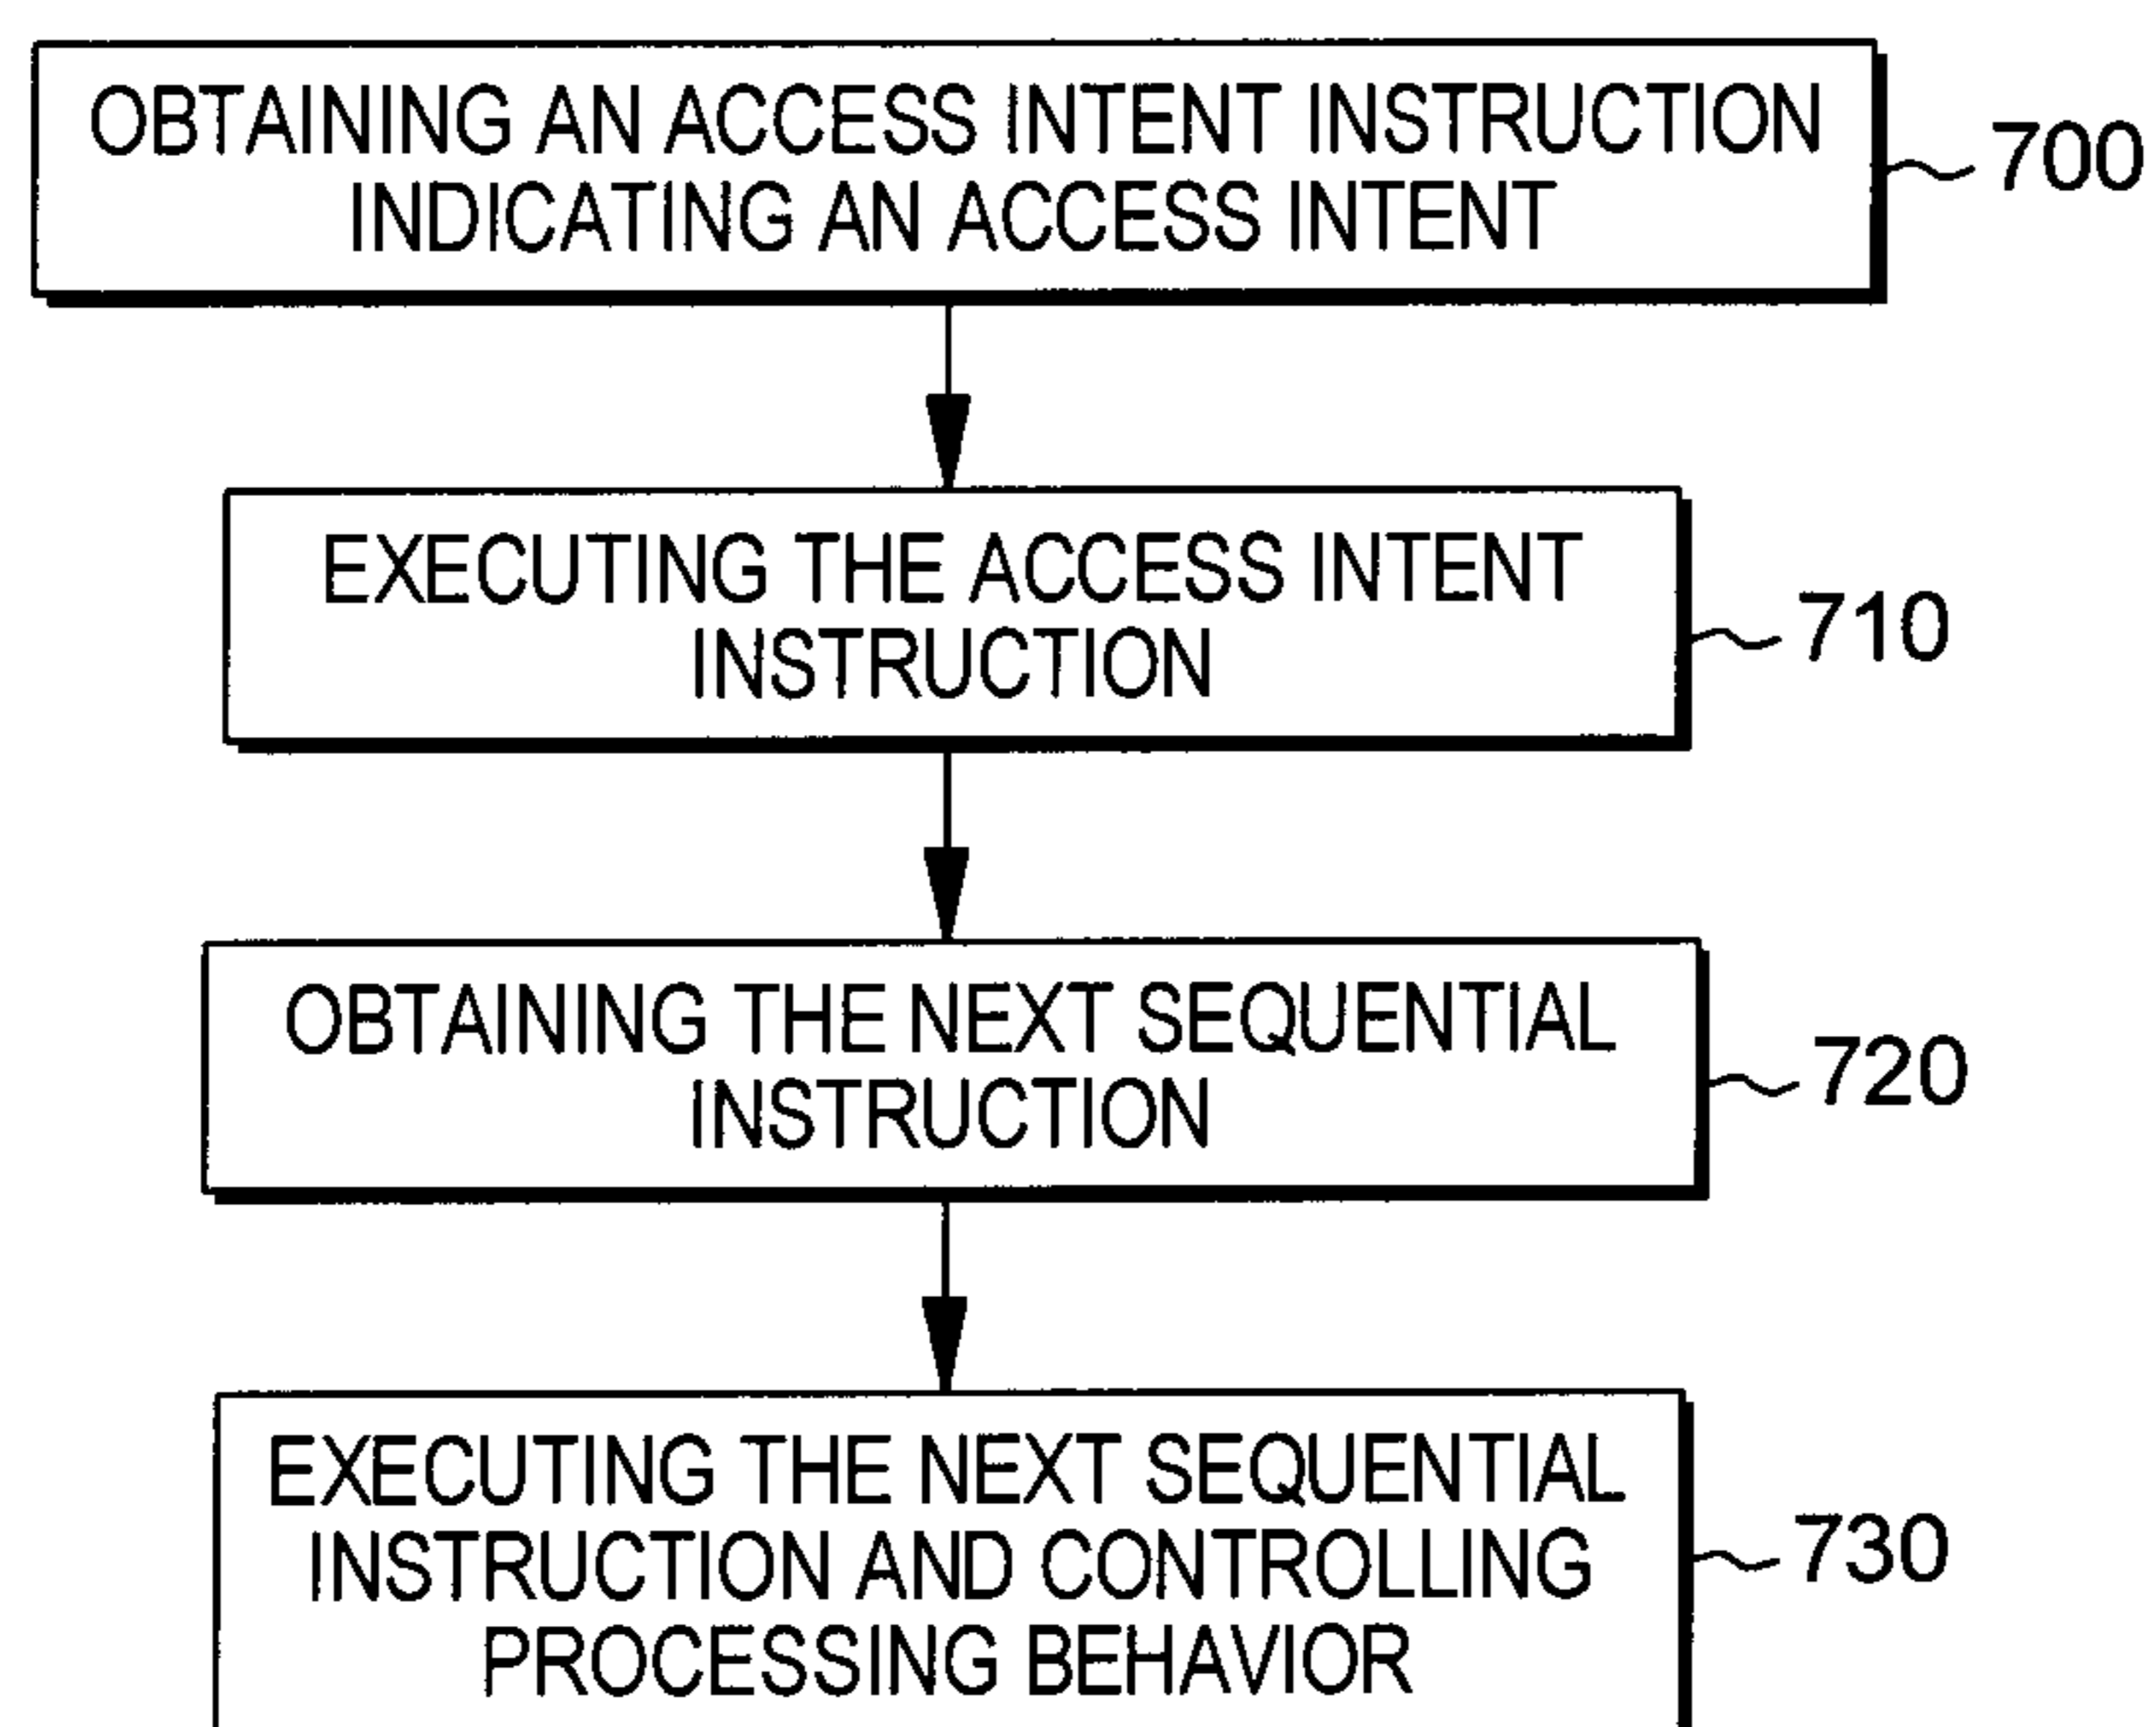 OBTAINING AN ACCESS INTENT INSTRUCTION
INDICATING AN ACCESS INTENT
700
EXECUTING THE ACCESS INTENT
INSTRUCTION
710
OBTAINING THE NEXT SEQUENTIAL
INSTRUCTION
720
EXECUTING THE NEXT SEQUENTIAL
INSTRUCTION AND CONTROLLING
PROCESSING BEHAVIOR
730